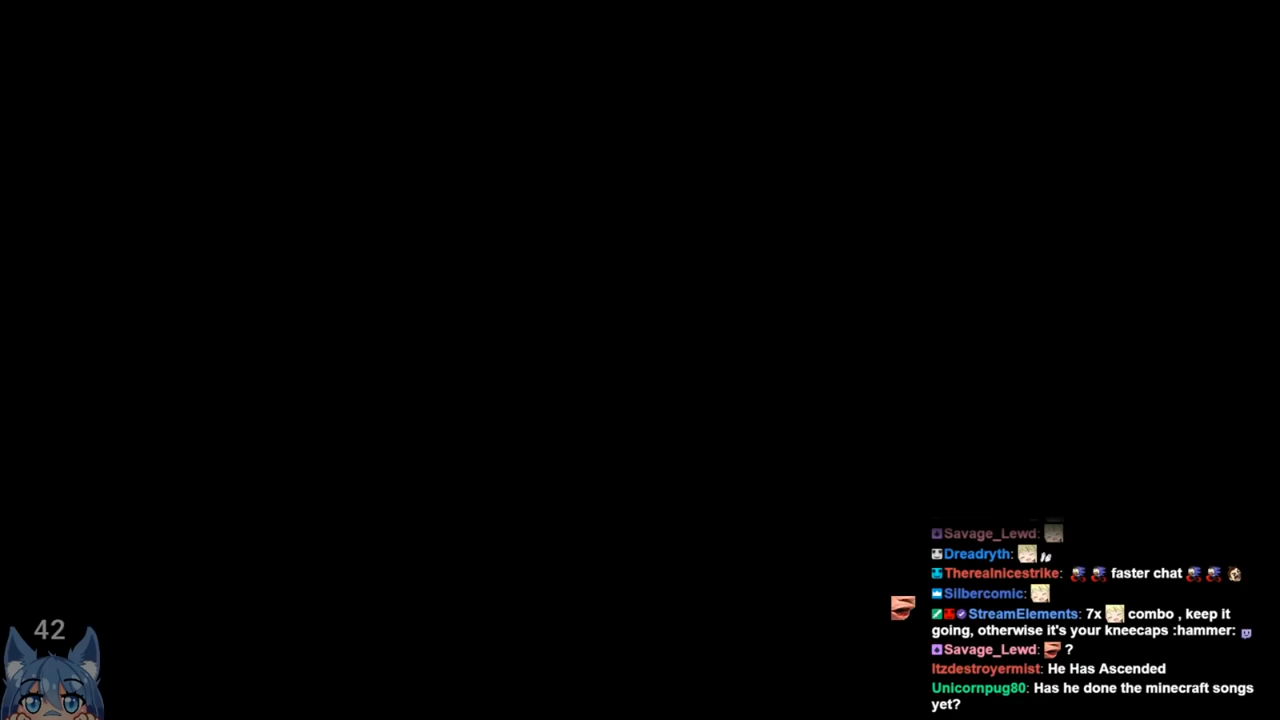 Savage_Lewd:
Dreadryth:
Therealnicestrike: faster chat
Silbercomic:
StreamElements: 7x combo , keep it
going, otherwise it's your kneecaps :hammer:
Savage_Lewd: ?
Itzdestroyermist: He Has Ascended
Unicornpug80: Has he done the minecraft songs
yet?
42